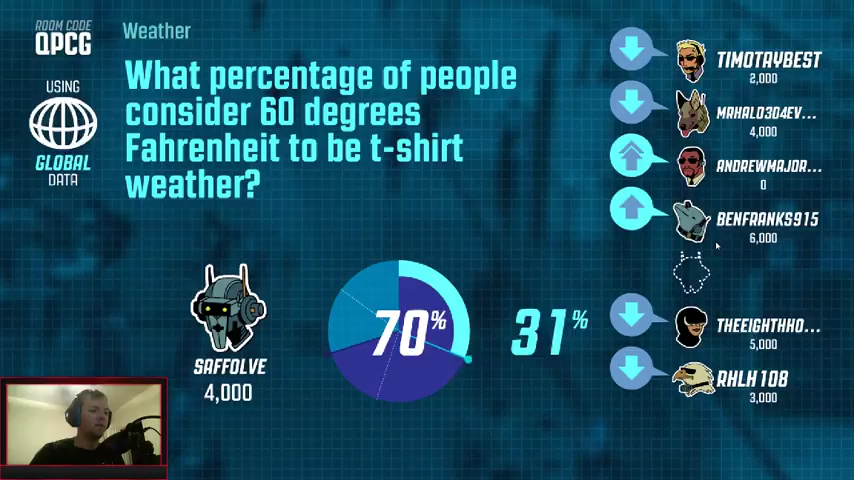 ROOM CODE
QPCG
USING
GLOBAL
DATA
Weather
What percentage of people
consider 60 degrees
Fahrenheit to be t-shirt
weather?
SAFFOLVE
4,000
70%
31%
TIMOTAYBEST
2,000
MAHALO304EV...
4,000
ANDREWMAJOR...
0
BENFRANKS915
6,000
THEEIGHTHHO...
5,000
RHLH108
3,000